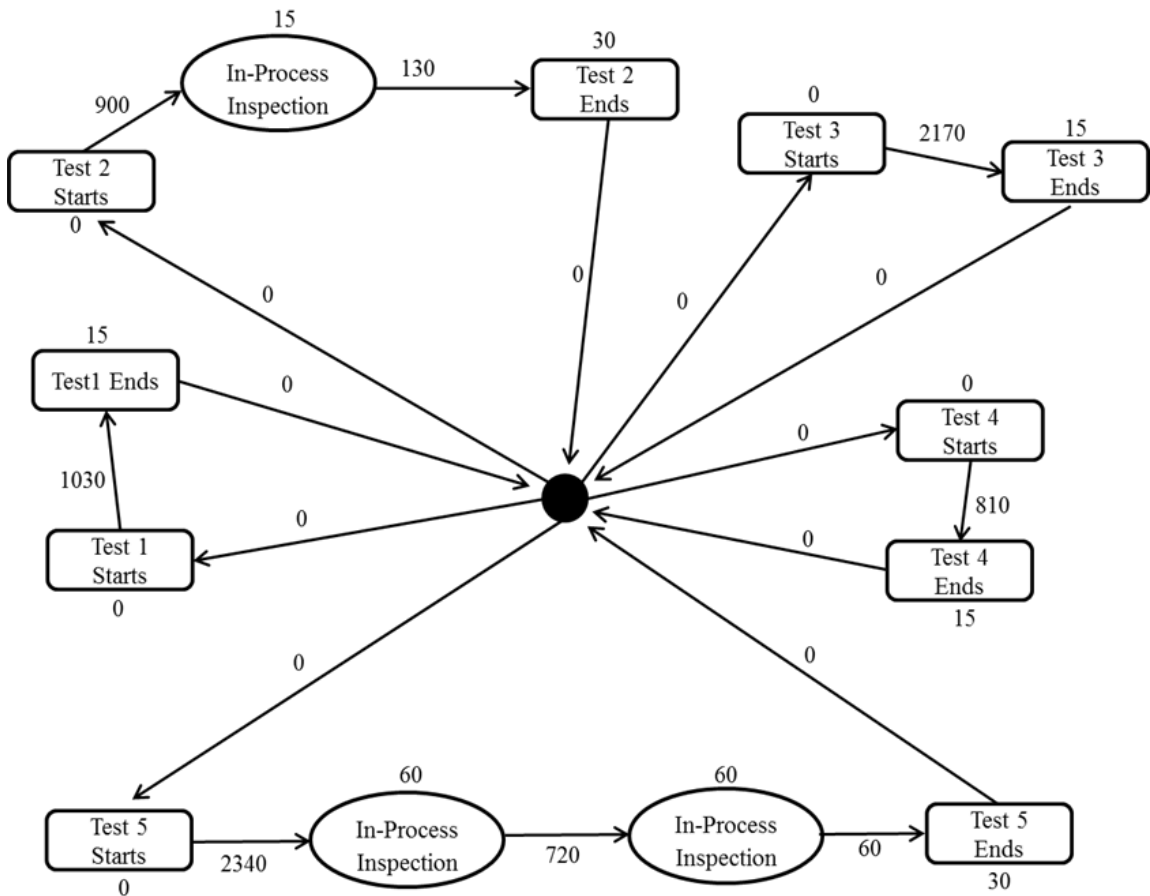 15
In-Process
Inspection
900
130
30
Test 2
Ends
Test 2
Starts
0
0
0
0
Test 3
Starts
2170
15
Test 3
Ends
0
0
15
Test1 Ends
0
1030
Test 1
Starts
0
0
0
0
Test 4
Starts
810
0
Test 4
Ends
15
0
0
Test 5
Starts
0
2340
60
In-Process
Inspection
720
60
In-Process
Inspection
60
Test 5
Ends
30